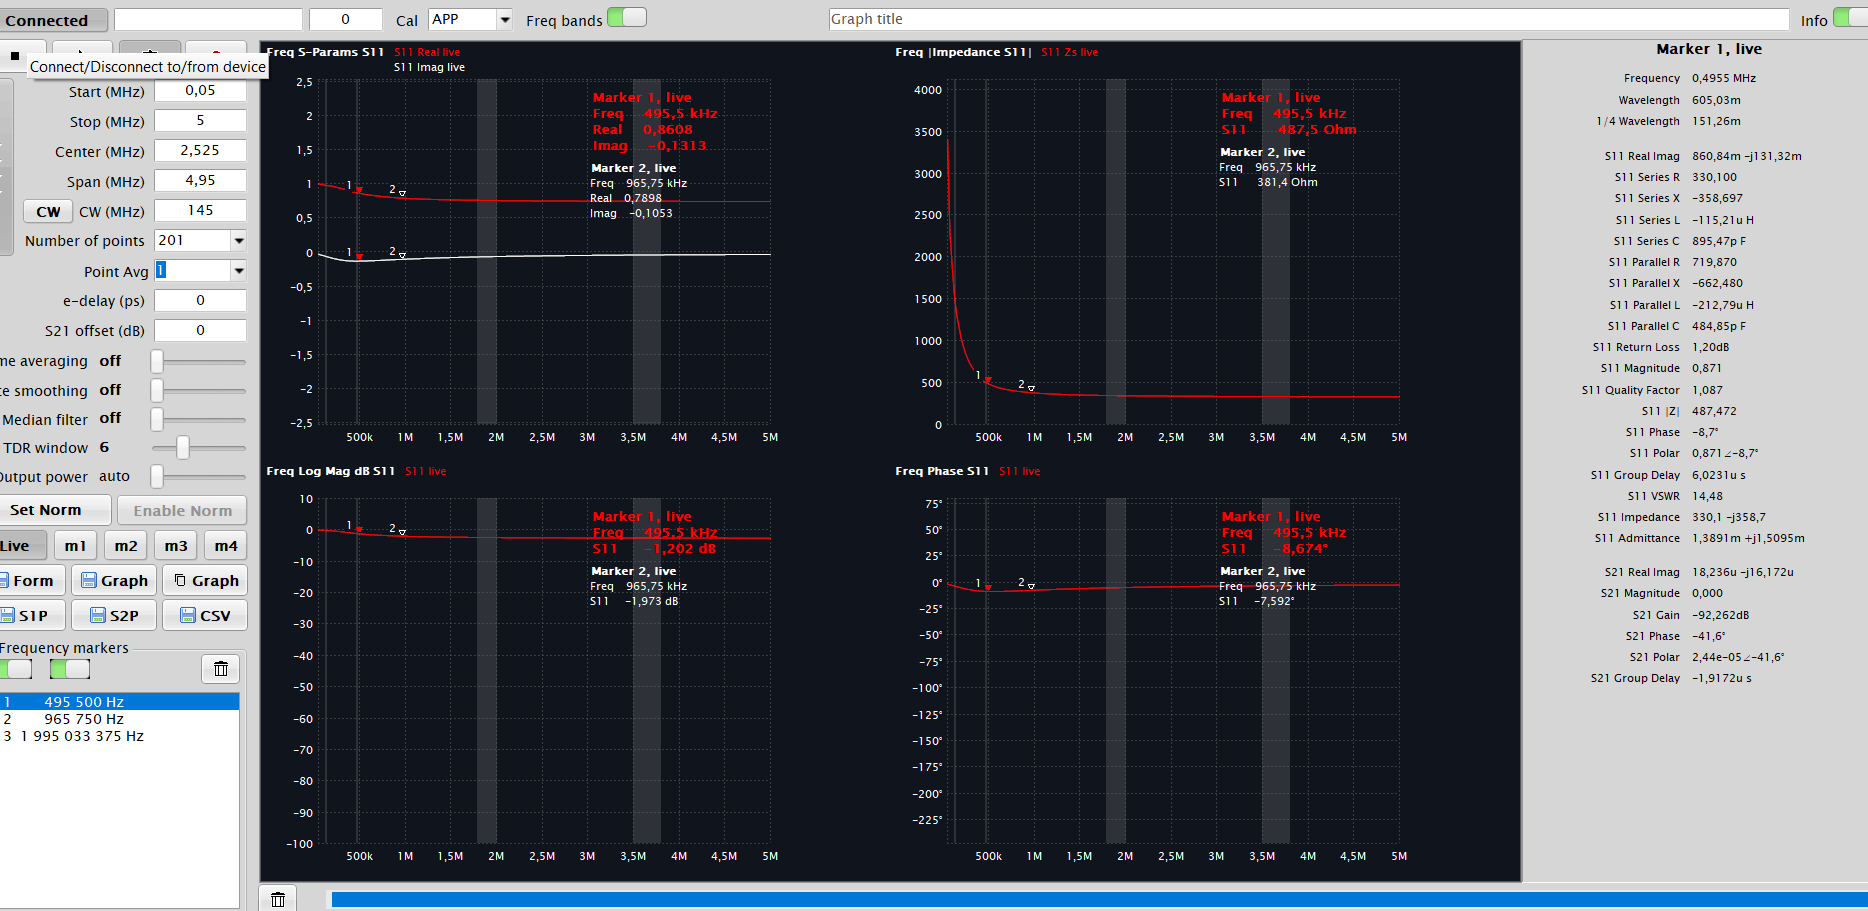 Connected
0
Cal
APP
Freq bands
Graph title
Info
Connect/Disconnect to/from device
Start (MHz) 0,05
Stop (MHz) 5
Center (MHz) 2,525
Span (MHz) 4,95
CW CW (MHz) 145
Number of points 201
Point Avg 1
e-delay (ps) 0
S21 offset (dB) 0
me averaging off
te smoothing off
Median filter off
TDR window 6
Output power auto
Set Norm Enable Norm
Live m1 m2 m3 m4
Form Graph Graph
S1P S2P CSV
Frequency markers
1 495 500 Hz
2 965 750 Hz
3 1 995 033 375 Hz
Freq S-Params S11 S11 Real live
S11 Imag live
2,5
2
1,5
1
0,5
0
-0,5
-1
-1,5
-2
-2,5
Marker 1, live
Freq 495,5 kHz
Real 0,8608
Imag -0,1313
Marker 2, live
Freq 965,75 kHz
Real 0,7898
Imag -0,1053
1 2
1 2
500k 1M 1,5M 2M 2,5M 3M 3,5M 4M 4,5M 5M
Freq |Impedance S11| S11 Zs live
4000
3500
3000
2500
2000
1500
1000
500
0
Marker 1, live
Freq 495,5 kHz
S11 487,5 Ohm
Marker 2, live
Freq 965,75 kHz
S11 381,4 Ohm
1 2
500k 1M 1,5M 2M 2,5M 3M 3,5M 4M 4,5M 5M
Freq Log Mag dB S11 S11 live
10
0
-10
-20
-30
-40
-50
-60
-70
-80
-90
-100
Marker 1, live
Freq 495,5 kHz
S11 -1,202 dB
Marker 2, live
Freq 965,75 kHz
S11 -1,973 dB
1 2
500k 1M 1,5M 2M 2,5M 3M 3,5M 4M 4,5M 5M
Freq Phase S11 S11 live
75°
50°
25°
0°
-25°
-50°
-75°
-100°
-125°
-150°
-175°
-200°
-225°
Marker 1, live
Freq 495,5 kHz
S11 -8,674°
Marker 2, live
Freq 965,75 kHz
S11 -7,592°
1 2
500k 1M 1,5M 2M 2,5M 3M 3,5M 4M 4,5M 5M
Marker 1, live
Frequency 0,4955 MHz
Wavelength 605,03m
1/4 Wavelength 151,26m
S11 Real Imag 860,84m -j131,32m
S11 Series R 330,100
S11 Series X -358,697
S11 Series L -115,21u H
S11 Series C 895,47p F
S11 Parallel R 719,870
S11 Parallel X -662,480
S11 Parallel L -212,79u H
S11 Parallel C 484,85p F
S11 Return Loss 1,20dB
S11 Magnitude 0,871
S11 Quality Factor 1,087
S11 |Z| 487,472
S11 Phase -8,7°
S11 Polar 0,871∠-8,7°
S11 Group Delay 6,0231u s
S11 VSWR 14,48
S11 Impedance 330,1 -j358,7
S11 Admittance 1,3891m +j1,5095m
S21 Real Imag 18,236u -j16,172u
S21 Magnitude 0,000
S21 Gain -92,262dB
S21 Phase -41,6°
S21 Polar 2,44e-05∠-41,6°
S21 Group Delay -1,9172u s